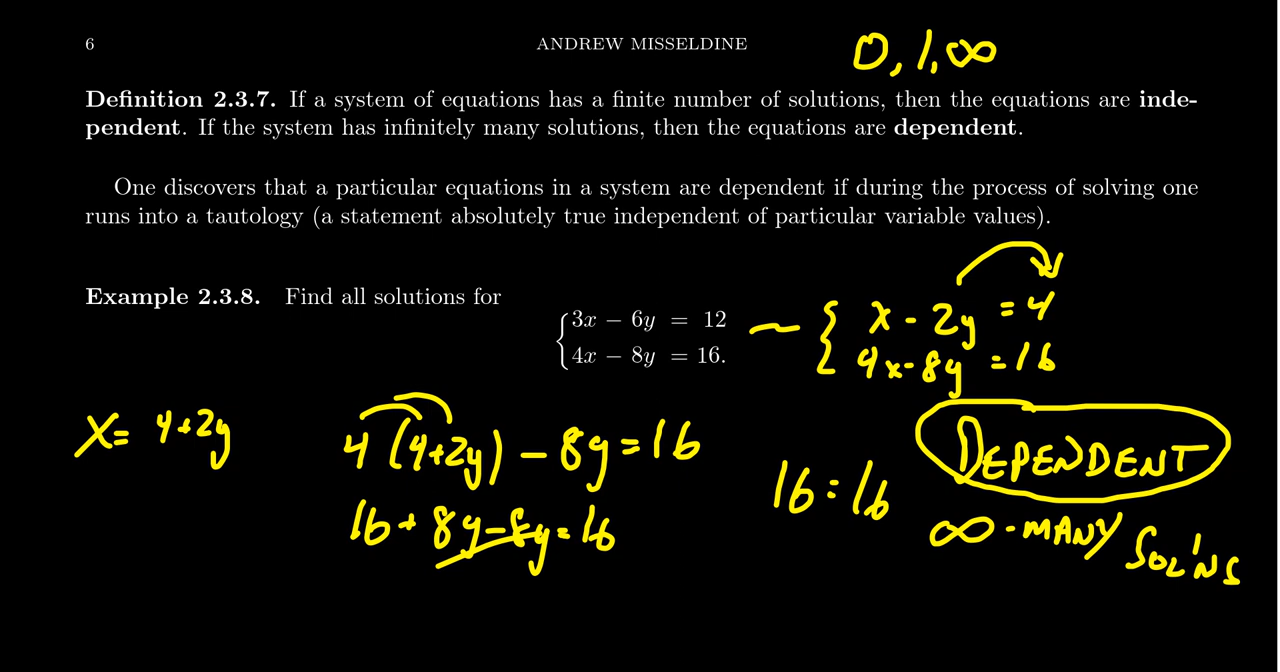 6 ANDREW MISSELDINE 0, 1, ∞
Definition 2.3.7. If a system of equations has a finite number of solutions, then the equations are inde-
pendent. If the system has infinitely many solutions, then the equations are dependent.
One discovers that a particular equations in a system are dependent if during the process of solving one
runs into a tautology (a statement absolutely true independent of particular variable values).
Example 2.3.8. Find all solutions for
{3x − 6y = 12 ~ { x - 2y = 4
4x − 8y = 16. 4x-8y = 16
X = 4+2y 4(4+2y) - 8y = 16 DEPENDENT
16 + 8y - 8y = 16 16 = 16 ∞-MANY SOL'NS